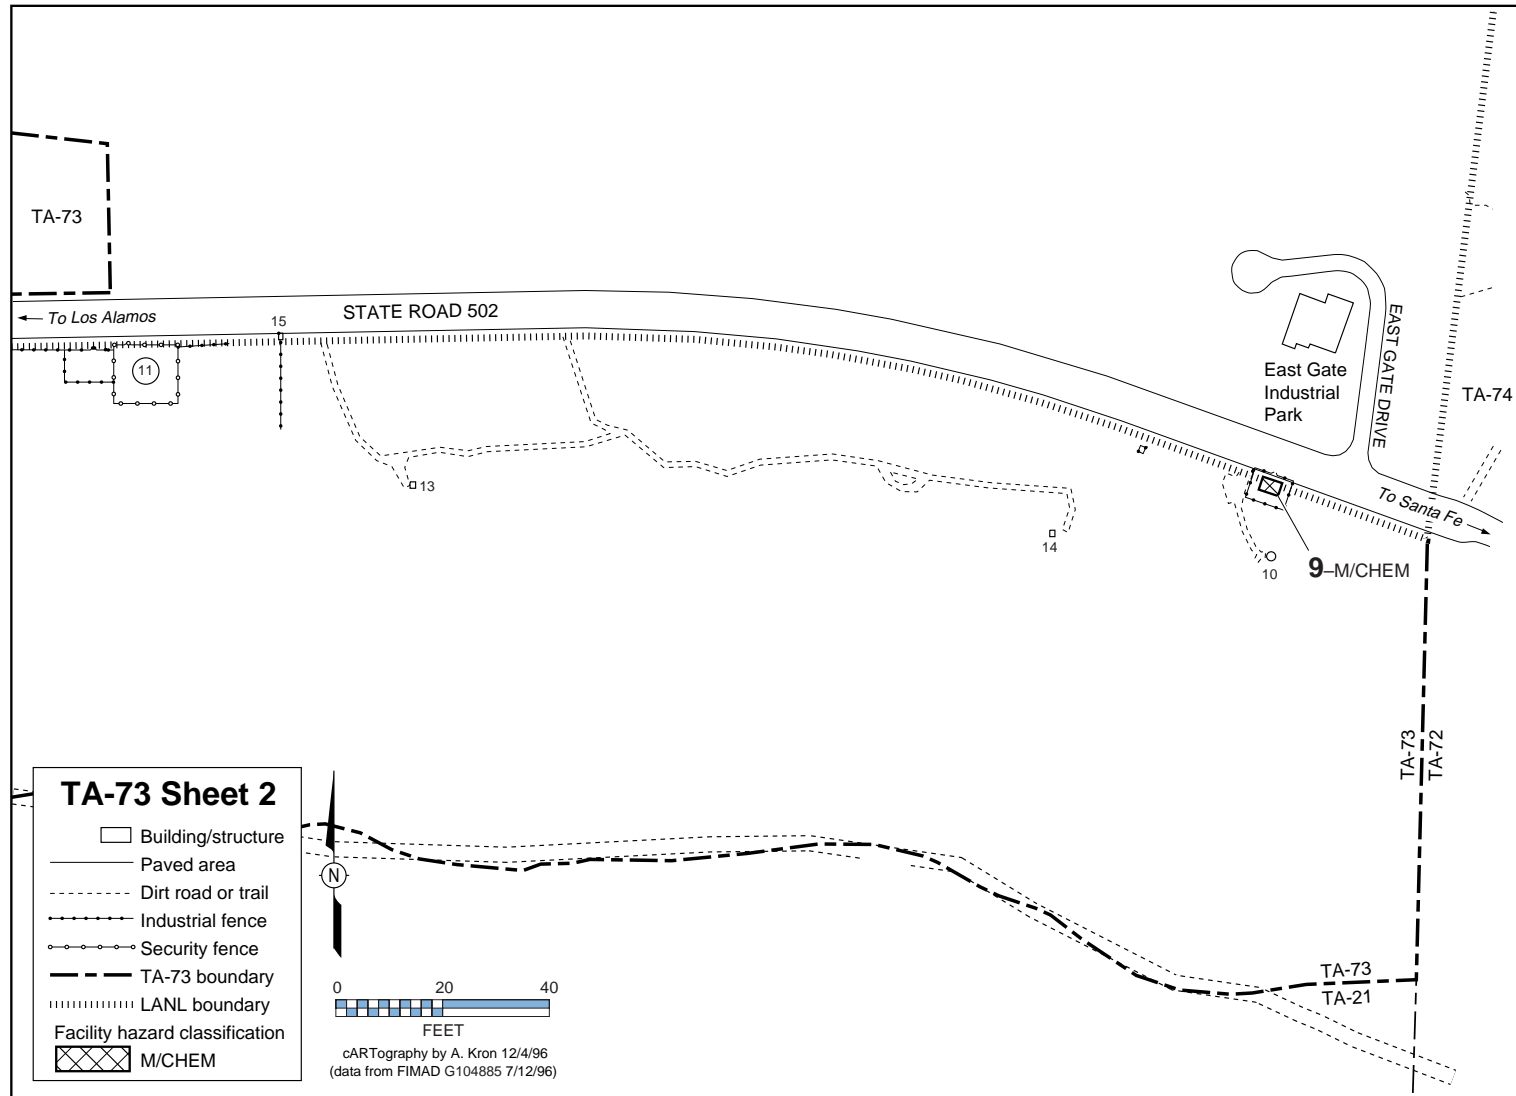 TA-73
To Los Alamos
STATE ROAD 502
15
11
13
14
10
9–M/CHEM
East Gate
Industrial
Park
EAST GATE DRIVE
TA-74
To Santa Fe
TA-73
TA-72
TA-73
TA-21
TA-73 Sheet 2
Building/structure
Paved area
Dirt road or trail
Industrial fence
Security fence
TA-73 boundary
LANL boundary
Facility hazard classification
M/CHEM
N
0 20 40
FEET
cARTography by A. Kron 12/4/96
(data from FIMAD G104885 7/12/96)